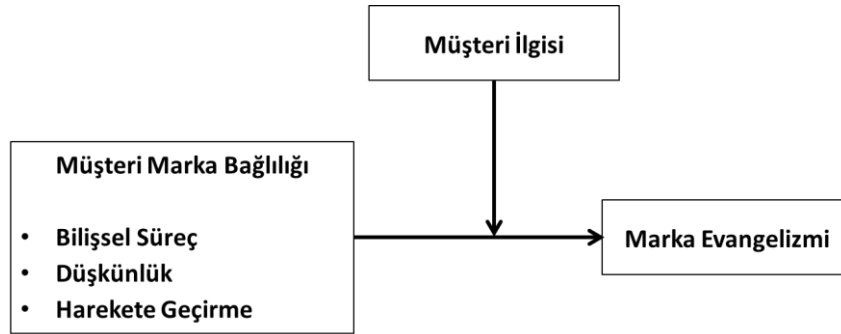 Müşteri İlgisi
Müşteri Marka Bağlılığı
• Bilişsel Süreç
• Düşkünlük
• Harekete Geçirme
Marka Evangelizmi